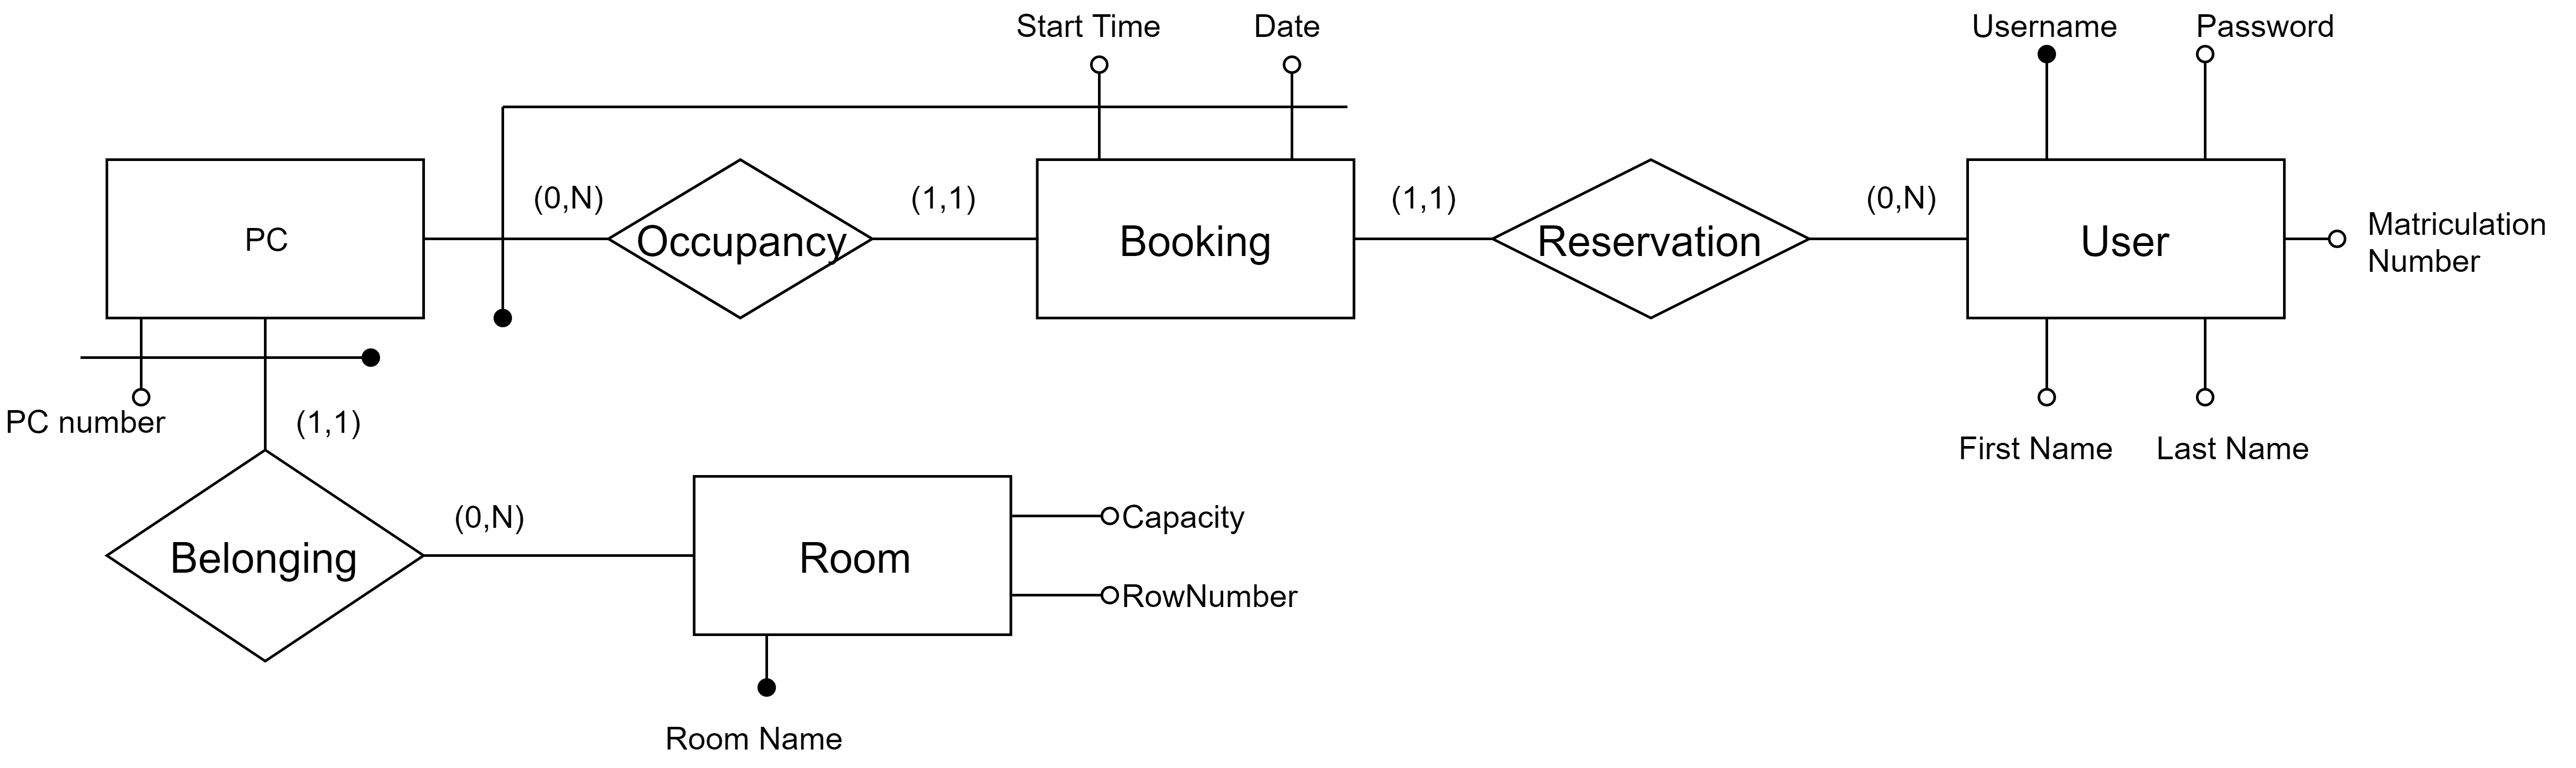 Start Time
Date
Username
Password
(0,N)
(1,1)
(1,1)
(0,N)
PC
Occupancy
Booking
Reservation
User
Matriculation
Number
PC number
(1,1)
First Name
Last Name
(0,N)
Capacity
Belonging
Room
RowNumber
Room Name